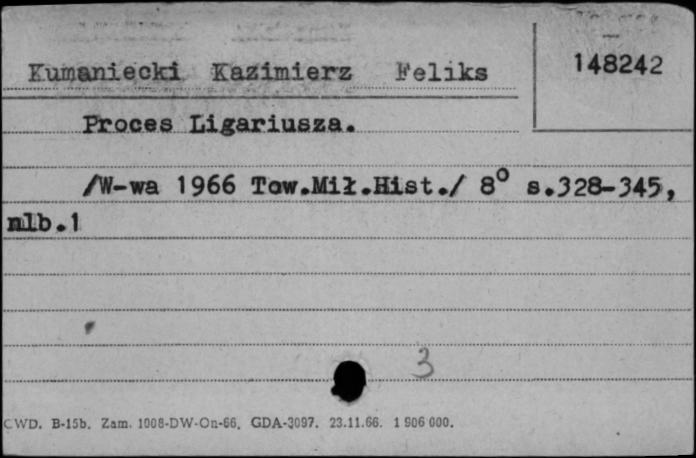 148242
Kumaniecki Kazimierz Feliks
Proces Ligariusza.
/W-wa 1966 Tow.Mił.Hist./ 8° s.328-345,
nlb.1
3
CWD. B-15b. Zam. 1008-DW-On-66. GDA-3097. 23.11.66. 1 906 000.